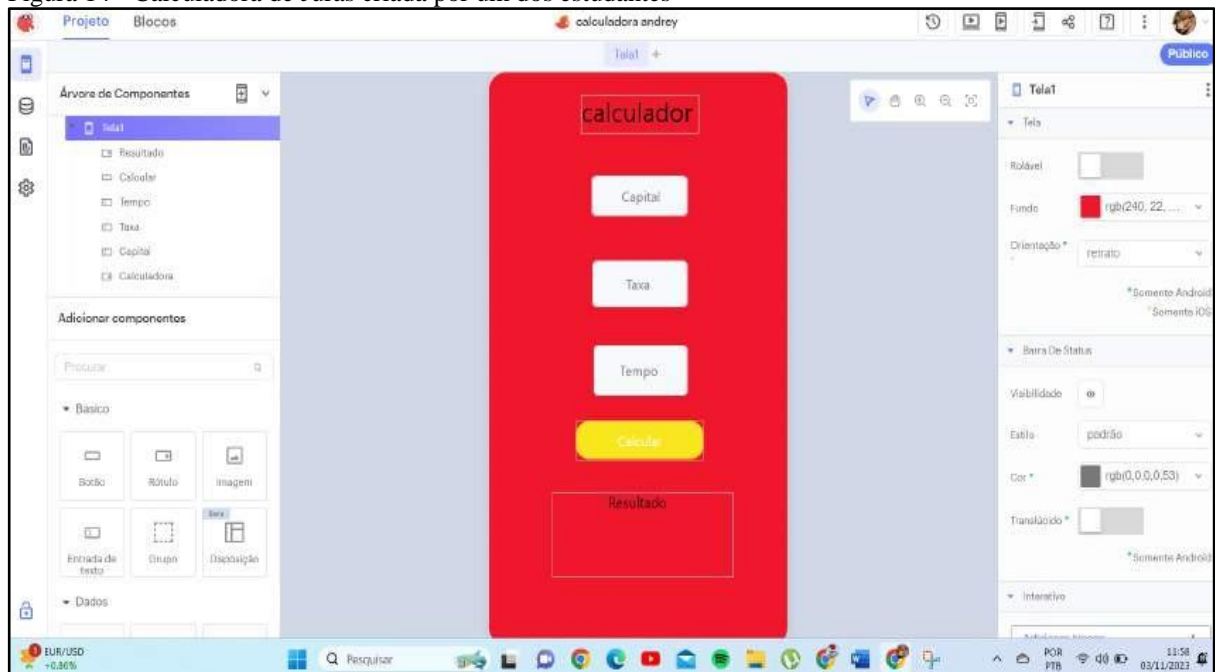 Figura 14 - Calculadora de Juros criada por um dos estudantes
Projeto Blocos
calculadora andrey
Tela1 +
Público
Árvore de Componentes
Tela1
Resultado
Calcular
Tempo
Taxa
Capital
Calculadora
Adicionar componentes
Procurar
Básico
Botão
Rótulo
Imagem
Entrada de texto
Grupo
Disposição
Dados
calculador
Capital
Taxa
Tempo
Calcular
Resultado
Tela1
Tela
Rolável
Fundo
rgb(240, 22, ...
Orientação *
retrato
*Somente Android
*Somente iOS
Barra De Status
Visibilidade
Estilo
padrão
Cor *
rgb(0,0,0,0,53)
Translúcido *
*Somente Android
Interativo
EUR/USD
+0,86%
Pesquisar
POR
PTB
11:58
03/11/2023